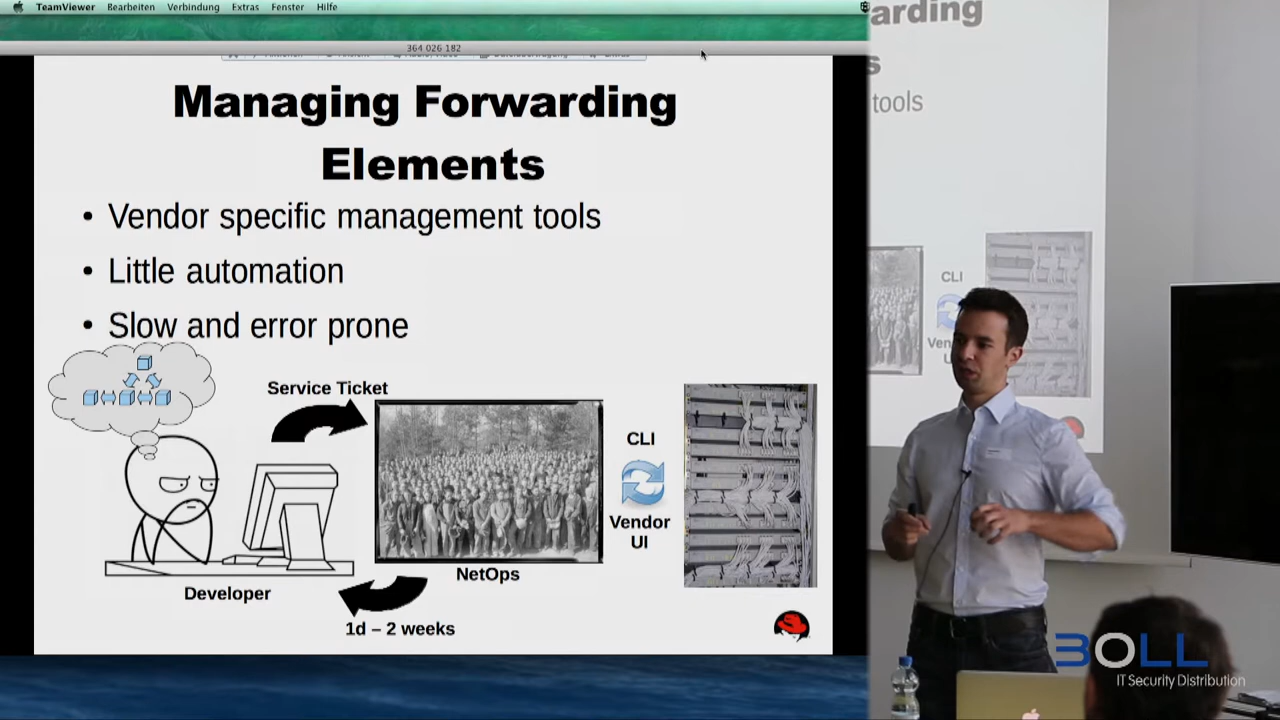 TeamViewer Bearbeiten Verbindung Extras Fenster Hilfe
364 026 182
Managing Forwarding
Elements
• Vendor specific management tools
• Little automation
• Slow and error prone
Service Ticket
CLI
Vendor
UI
NetOps
Developer
1d – 2 weeks
warding
s
tools
CLI
BOLL
IT Security Distribution